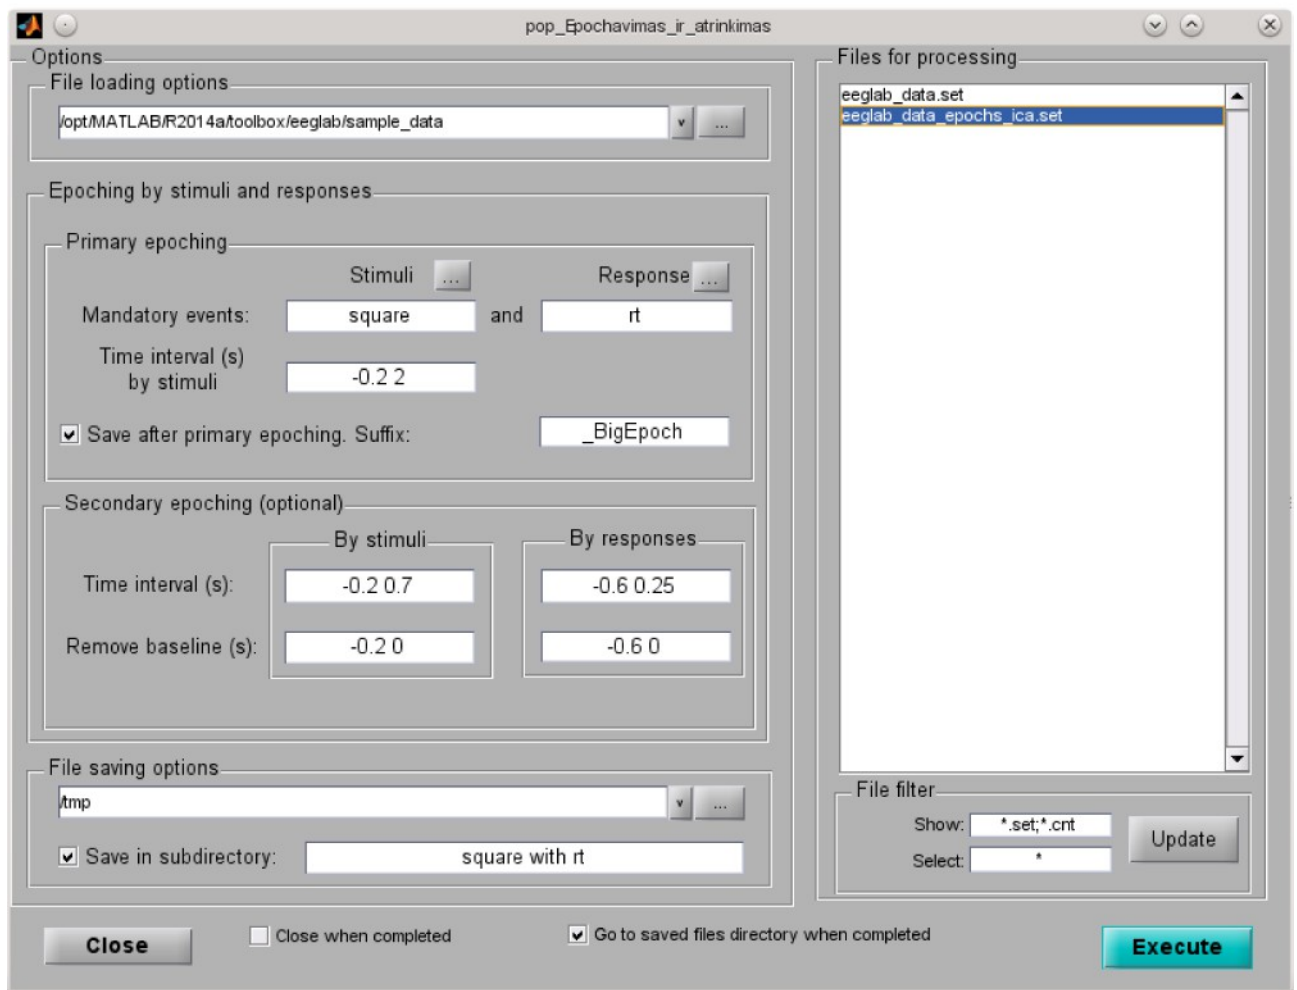 pop_Epochavimas_ir_atrinkimas
Options
File loading options
/opt/MATLAB/R2014a/toolbox/eeglab/sample_data v ...
Epoching by stimuli and responses
Primary epoching
Stimuli ... Response ...
Mandatory events: square and rt
Time interval (s)
by stimuli
-0.2 2
Save after primary epoching. Suffix: _BigEpoch
Secondary epoching (optional)
By stimuli By responses
Time interval (s): -0.2 0.7 -0.6 0.25
Remove baseline (s): -0.2 0 -0.6 0
File saving options
/tmp v ...
Save in subdirectory: square with rt
Files for processing
eeglab_data.set
eeglab_data_epochs_ica.set
File filter
Show: *.set;*.cnt
Select: *
Update
Close Close when completed Go to saved files directory when completed Execute